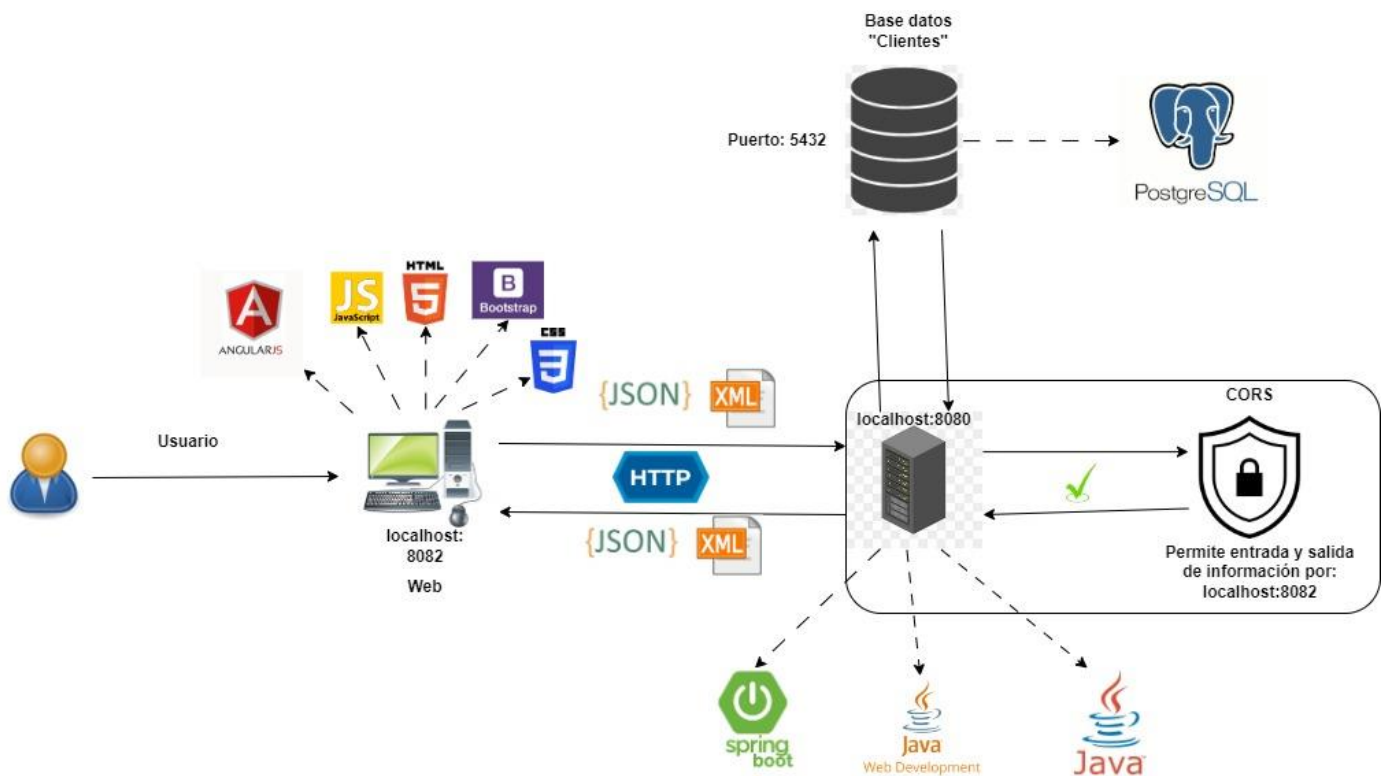 Base datos
"Clientes"
Puerto: 5432
PostgreSQL
ANGULARJS
JS
JavaScript
HTML
5
B
Bootstrap
CSS
3
{JSON}
XML
Usuario
HTTP
localhost:
8082
Web
{JSON}
XML
localhost:8080
CORS
Permite entrada y salida
de información por:
localhost:8082
spring
boot
Java
Web Development
Java